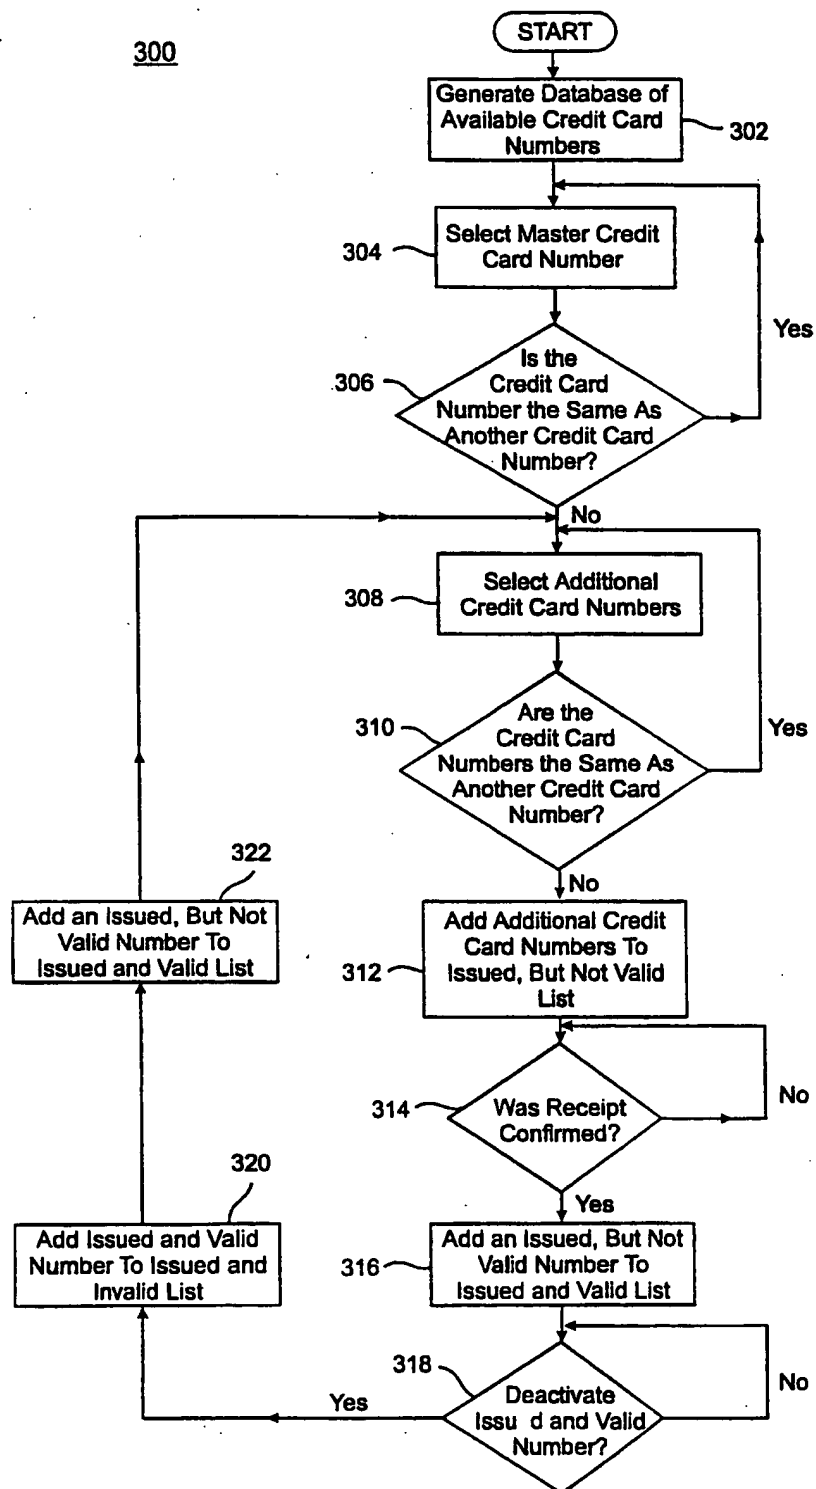 300
START
Generate Database of
Available Credit Card
Numbers
302
Select Master Credit
Card Number
304
Yes
Is the
Credit Card
Number the Same As
Another Credit Card
Number?
306
No
Select Additional
Credit Card Numbers
308
Are the
Credit Card
Numbers the Same As
Another Credit Card
Number?
310
Yes
No
322
Add an Issued, But Not
Valid Number To
Issued and Valid List
Add Additional Credit
Card Numbers To
Issued, But Not Valid
List
312
314
Was Receipt
Confirmed?
No
Yes
320
Add Issued and Valid
Number To Issued and
Invalid List
Add an Issued, But Not
Valid Number To
Issued and Valid List
316
318
Deactivate
Issu d and Valid
Number?
No
Yes